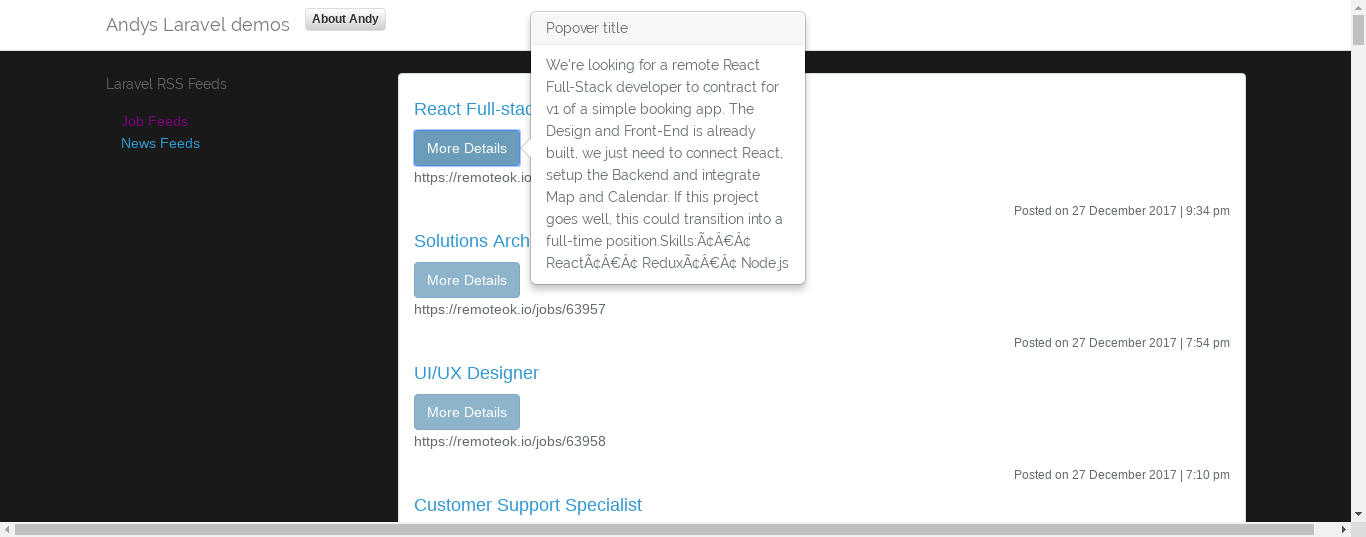 Andys Laravel demos
About Andy
Laravel RSS Feeds
Job Feeds
News Feeds
Popover title
We're looking for a remote React
Full-Stack developer to contract for
v1 of a simple booking app. The
Design and Front-End is already
built, we just need to connect React,
setup the Backend and integrate
Map and Calendar. If this project
goes well, this could transition into a
full-time position.Skills:Ã¢Â€Â¢
ReactÃ¢Â€Â¢ ReduxÃ¢Â€Â¢ Node.js
React Full-stac
More Details
https://remoteok.io
Posted on 27 December 2017 | 9:34 pm
Solutions Arch
More Details
https://remoteok.io/jobs/63957
Posted on 27 December 2017 | 7:54 pm
UI/UX Designer
More Details
https://remoteok.io/jobs/63958
Posted on 27 December 2017 | 7:10 pm
Customer Support Specialist